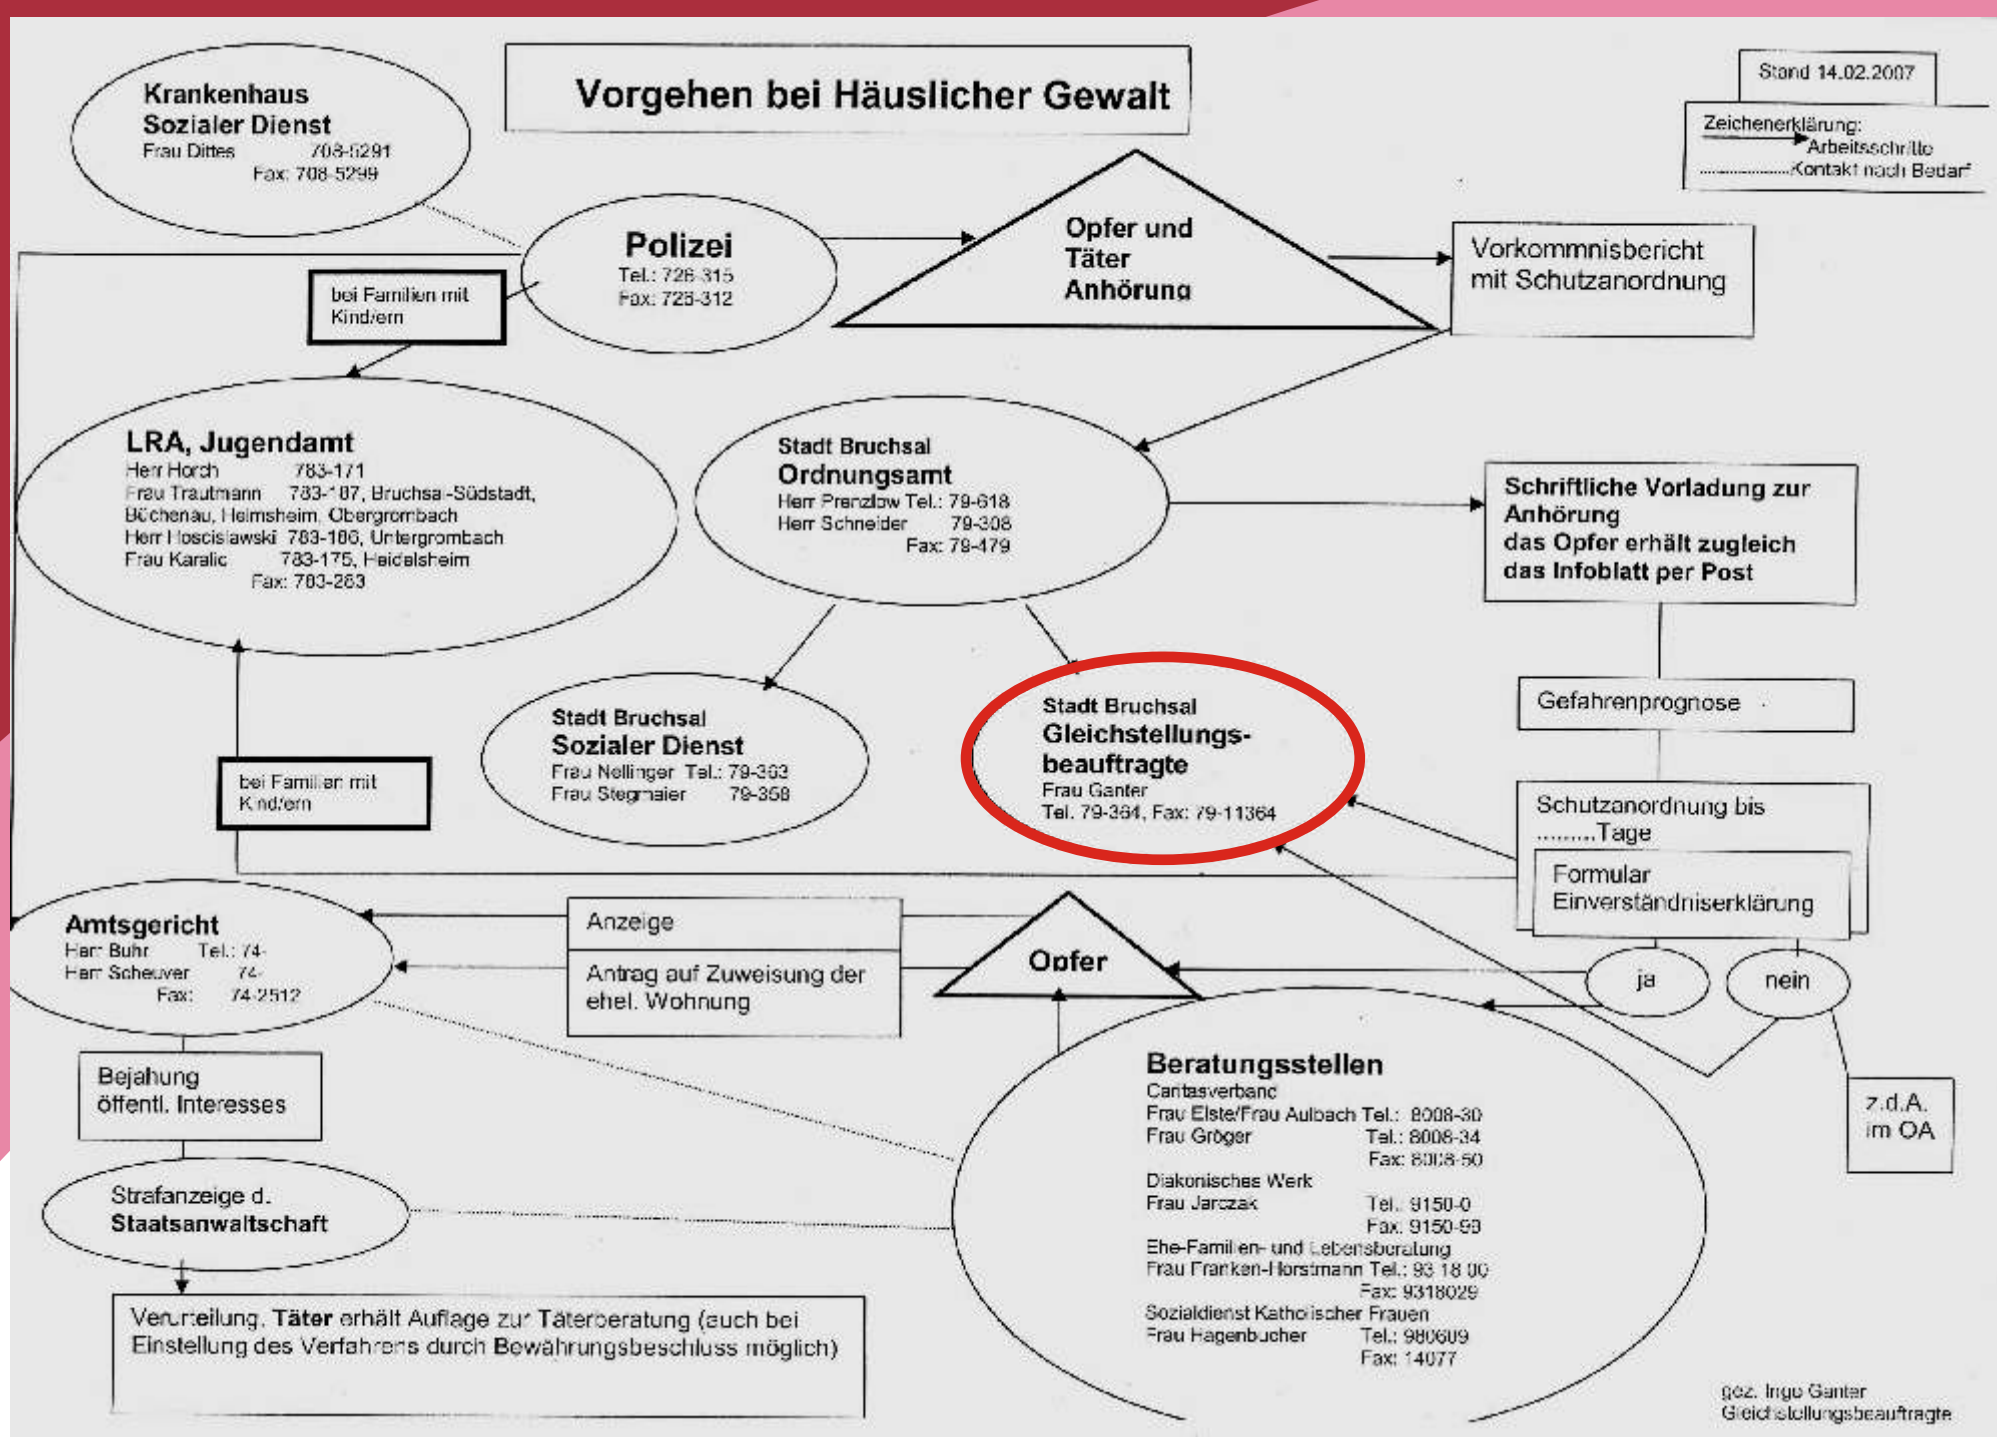 Vorgehen bei Häuslicher Gewalt
Stand 14.02.2007
Zeichenerklärung:
Arbeitsschritte
Kontakt nach Bedarf
Krankenhaus
Sozialer Dienst
Frau Dittes 708-5291
Fax: 708-5299
Polizei
Tel.: 726-315
Fax: 726-312
Opfer und
Täter
Anhörung
Vorkommnisbericht
mit Schutzanordnung
bei Familien mit
Kind/ern
LRA, Jugendamt
Herr Horch 783-171
Frau Trautmann 783-187, Bruchsal-Südstadt,
Büchenau, Helmsheim, Obergrombach
Herr Hoscislawski 783-186, Untergrombach
Frau Karalic 783-175, Heidelsheim
Fax: 783-283
Stadt Bruchsal
Ordnungsamt
Herr Prenzlow Tel.: 79-618
Herr Schneider 79-308
Fax: 79-479
Schriftliche Vorladung zur
Anhörung
das Opfer erhält zugleich
das Infoblatt per Post
Stadt Bruchsal
Sozialer Dienst
Frau Nellinger Tel.: 79-363
Frau Stegmaier 79-358
Stadt Bruchsal
Gleichstellungs-
beauftragte
Frau Ganter
Tel. 79-364, Fax: 79-11364
Gefahrenprognose
bei Familien mit
Kind/ern
Schutzanordnung bis
.........Tage
Formular
Einverständniserklärung
ja
nein
z.d.A.
im OA
Amtsgericht
Herr Buhr Tel.: 74-
Herr Scheuver 74-
Fax: 74-2512
Anzeige
Antrag auf Zuweisung der
ehel. Wohnung
Opfer
Bejahung
öffentl. Interesses
Strafanzeige d.
Staatsanwaltschaft
Verurteilung, Täter erhält Auflage zur Täterberatung (auch bei
Einstellung des Verfahrens durch Bewährungsbeschluss möglich)
Beratungsstellen
Caritasverband
Frau Elste/Frau Aulbach Tel.: 8008-30
Frau Gröger Tel.: 8008-34
Fax: 8008-50
Diakonisches Werk
Frau Jarczak Tel.: 9150-0
Fax: 9150-99
Ehe-Familien- und Lebensberatung
Frau Franken-Horstmann Tel.: 93 18 00
Fax: 9318029
Sozialdienst Katholischer Frauen
Frau Hagenbucher Tel.: 980609
Fax: 14077
gez. Inge Ganter
Gleichstellungsbeauftragte